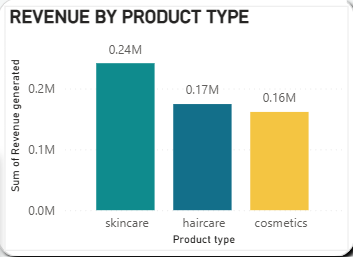 REVENUE BY PRODUCT TYPE
0.24M
0.17M
0.16M
0.2M
0.1M
0.0M
Sum of Revenue generated
skincare haircare cosmetics
Product type